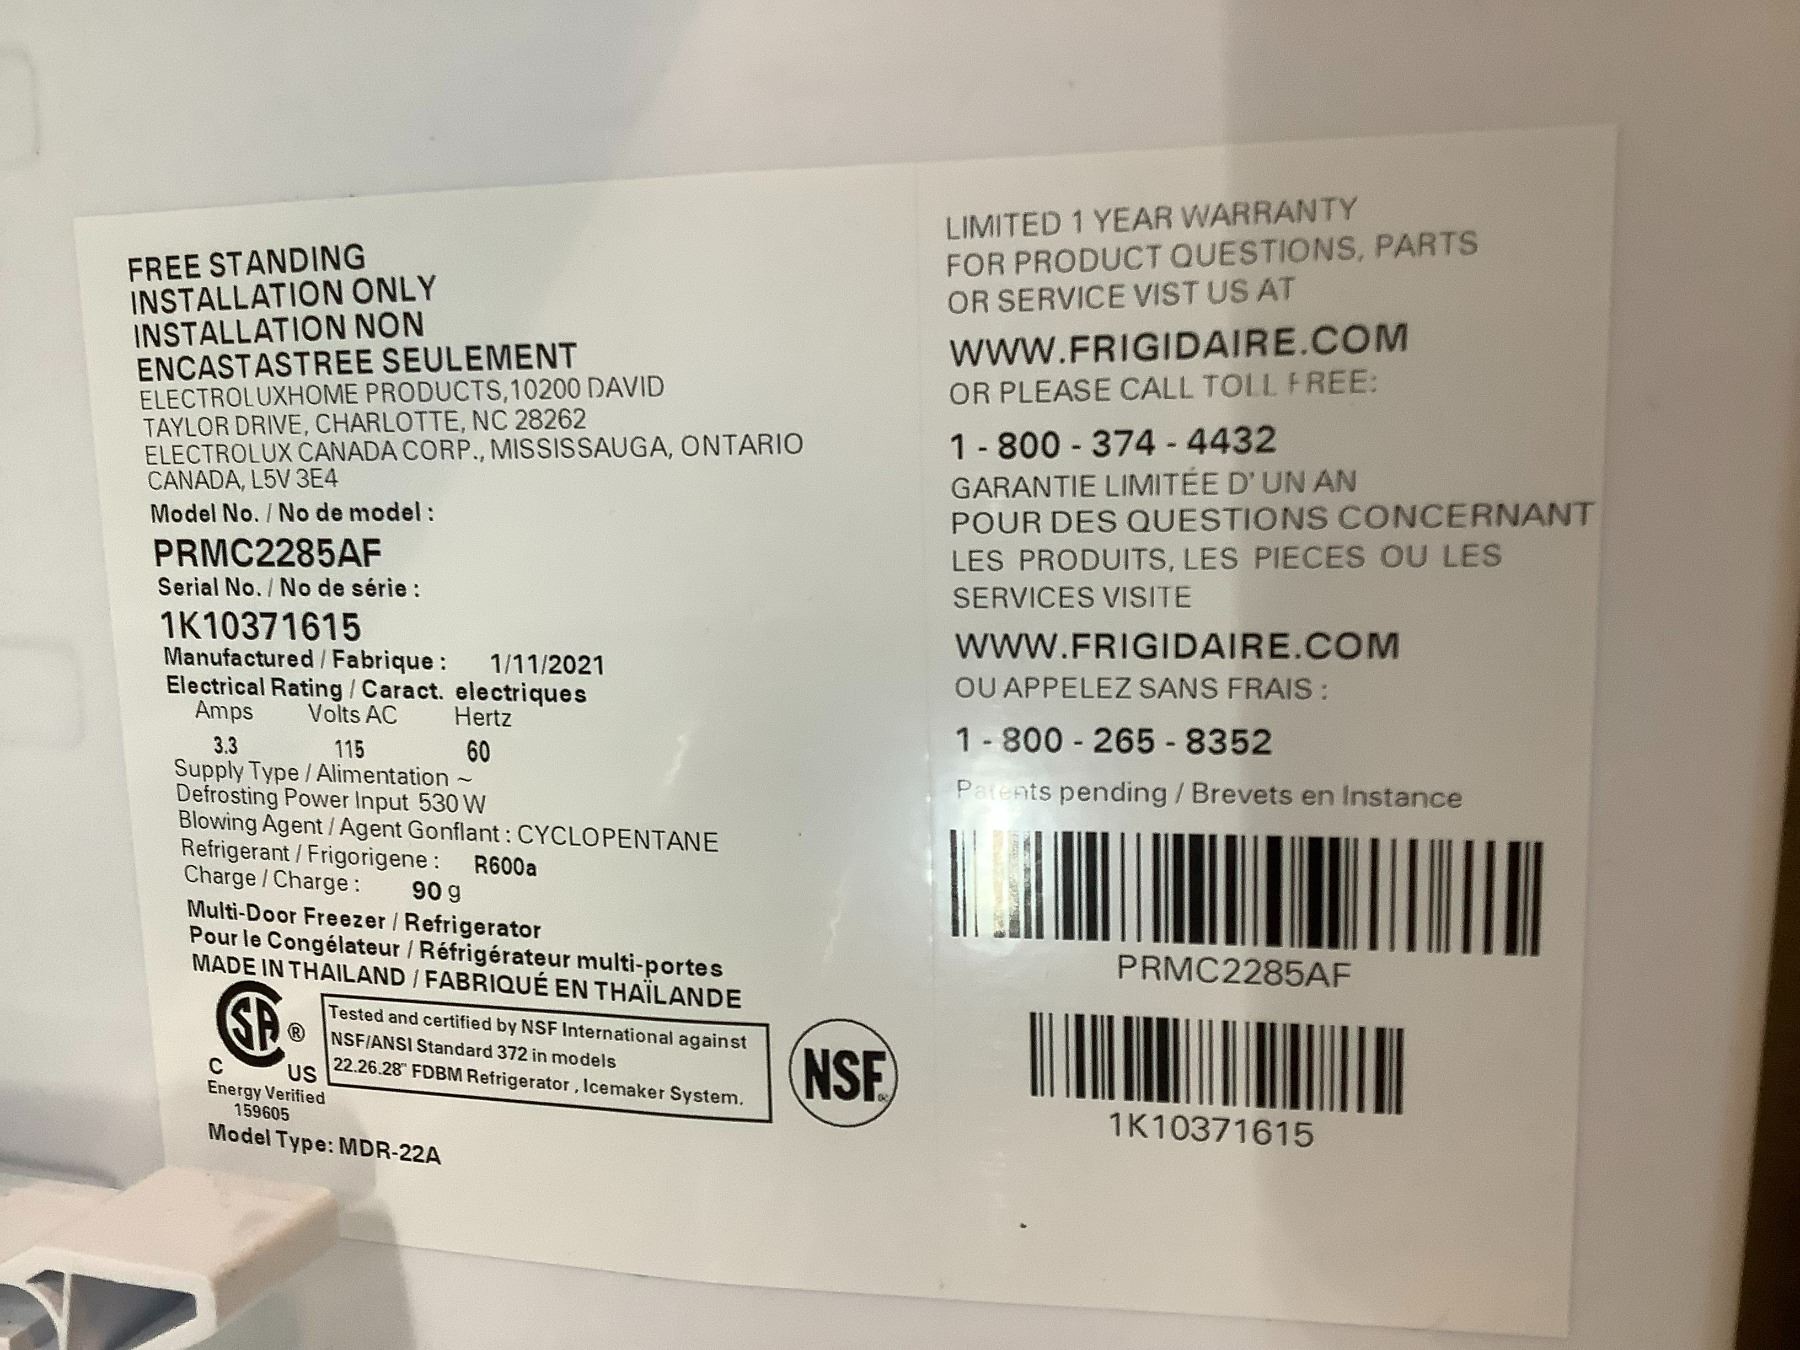 FREE STANDING
INSTALLATION ONLY
INSTALLATION NON
ENCASTASTREE SEULEMENT
ELECTROLUXHOME PRODUCTS,10200 DAVID
TAYLOR DRIVE, CHARLOTTE, NC 28262
ELECTROLUX CANADA CORP., MISSISSAUGA, ONTARIO
CANADA, L5V 3E4
Model No. / No de model :
PRMC2285AF
Serial No. / No de série :
1K10371615
Manufactured / Fabrique : 1/11/2021
Electrical Rating / Caract. electriques
Amps Volts AC Hertz
3.3 115 60
Supply Type / Alimentation ~
Defrosting Power Input 530 W
Blowing Agent / Agent Gonflant : CYCLOPENTANE
Refrigerant / Frigorigene : R600a
Charge / Charge : 90 g
Multi-Door Freezer / Refrigerator
Pour le Congélateur / Réfrigérateur multi-portes
MADE IN THAILAND / FABRIQUÉ EN THAÏLANDE
SA ®
C US
Energy Verified
159605
Tested and certified by NSF International against
NSF/ANSI Standard 372 in models
22.26.28" FDBM Refrigerator , Icemaker System.
NSF
Model Type: MDR-22A
LIMITED 1 YEAR WARRANTY
FOR PRODUCT QUESTIONS, PARTS
OR SERVICE VIST US AT
WWW.FRIGIDAIRE.COM
OR PLEASE CALL TOLL FREE:
1 - 800 - 374 - 4432
GARANTIE LIMITÉE D' UN AN
POUR DES QUESTIONS CONCERNANT
LES PRODUITS, LES PIECES OU LES
SERVICES VISITE
WWW.FRIGIDAIRE.COM
OU APPELEZ SANS FRAIS :
1 - 800 - 265 - 8352
Patents pending / Brevets en Instance
PRMC2285AF
1K10371615